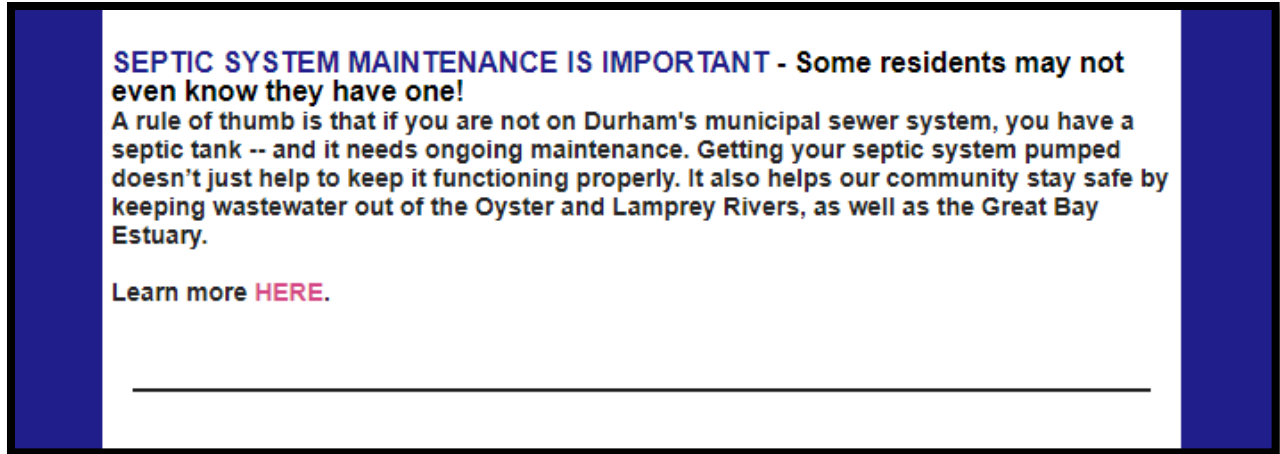 SEPTIC SYSTEM MAINTENANCE IS IMPORTANT - Some residents may not
even know they have one!
A rule of thumb is that if you are not on Durham's municipal sewer system, you have a
septic tank -- and it needs ongoing maintenance. Getting your septic system pumped
doesn’t just help to keep it functioning properly. It also helps our community stay safe by
keeping wastewater out of the Oyster and Lamprey Rivers, as well as the Great Bay
Estuary.
Learn more HERE.